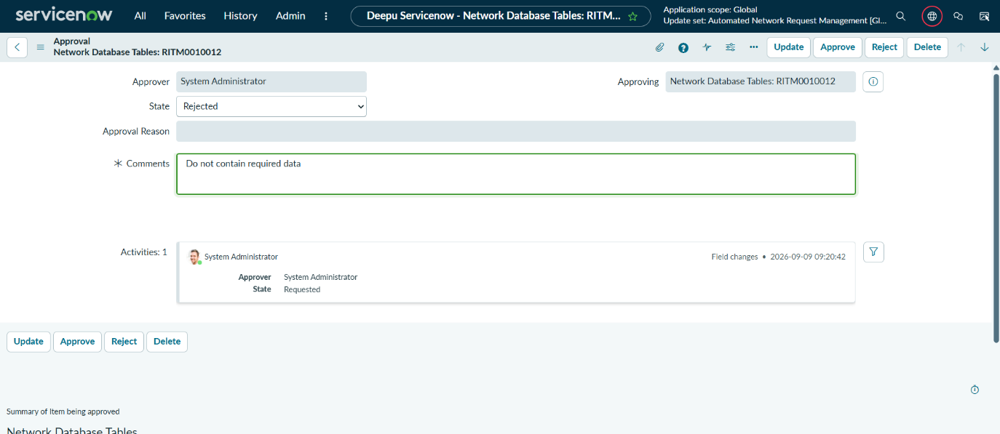 servicenow All Favorites History Admin Deepu Servicenow - Network Database Tables: RITM... Application scope: Global
Update set: Automated Network Request Management [Gl...
Approval
Network Database Tables: RITM0010012
Update Approve Reject Delete
Approver System Administrator Approving Network Database Tables: RITM0010012
State Rejected
Approval Reason
Comments Do not contain required data
Activities: 1 System Administrator Field changes • 2026-09-09 09:20:42
Approver System Administrator
State Requested
Update Approve Reject Delete
Summary of Item being approved
Network Database Tables